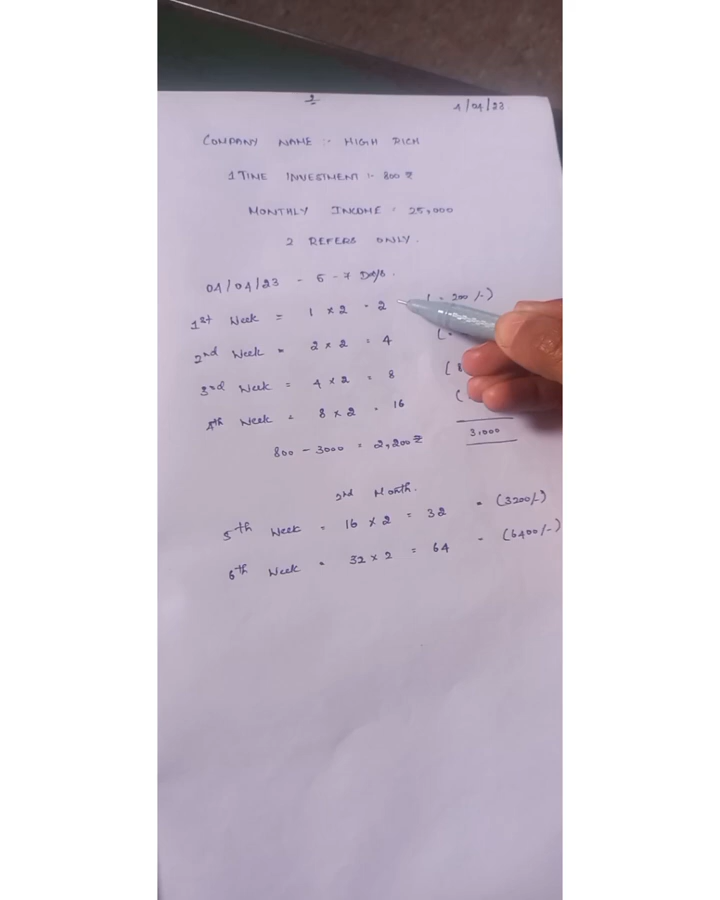 2
1/04/23.
COMPANY NAME :- HIGH RICH
1 TIME INVESTMENT :- 800 ₹
MONTHLY INCOME : 25,000
2 REFERS ONLY.
01/04/23 - 5 - 7 Days.
1st Week = 1 x 2 = 2 200/-)
2nd Week = 2 x 2 = 4 (
3rd Week = 4 x 2 = 8 (
4th Week = 8 x 2 = 16 (
800 - 3000 = 2,200 ₹ 3,000
2nd Month.
5th Week = 16 x 2 = 32 = (3200/-)
6th Week = 32 x 2 = 64 - (6400/-)